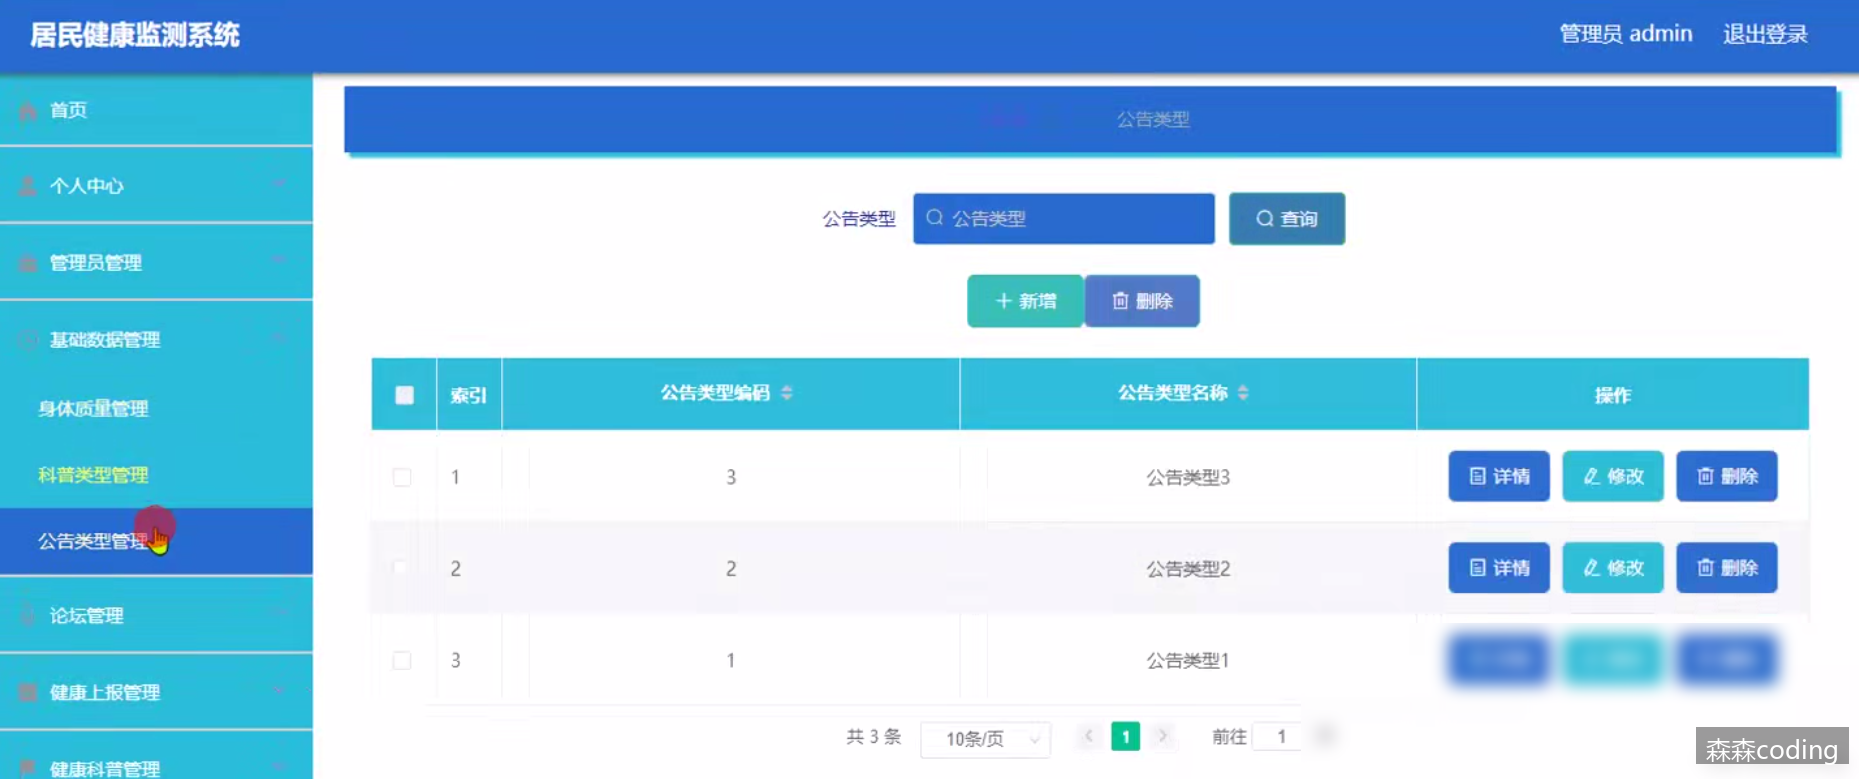 居民健康监测系统
管理员 admin 退出登录
首页
个人中心
管理员管理
基础数据管理
身体质量管理
科普类型管理
公告类型管理
论坛管理
健康上报管理
健康科普管理
公告类型
公告类型 公告类型 查询
新增 删除
索引 公告类型编码 公告类型名称 操作
1 3 公告类型3 详情 修改 删除
2 2 公告类型2 详情 修改 删除
3 1 公告类型1
共 3 条 10条/页 1 前往 1
森森coding